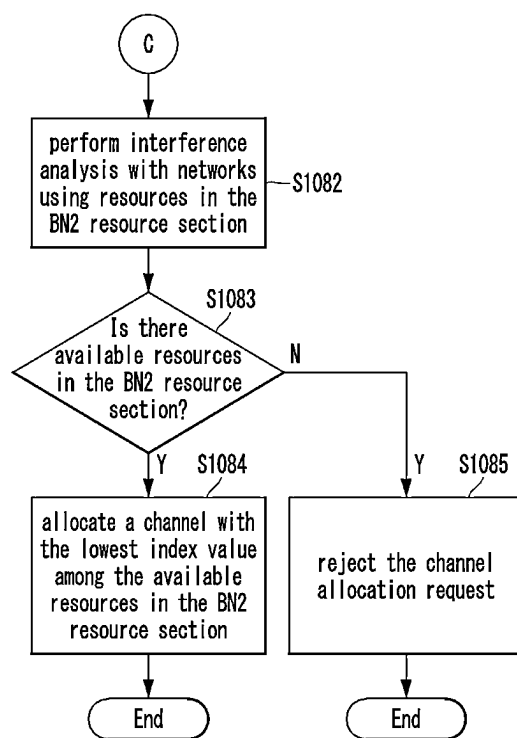 C
perform interference
analysis with networks
using resources in the
BN2 resource section
S1082
S1083
Is there
available resources
in the BN2 resource
section?
N
Y
S1084
Y
S1085
allocate a channel with
the lowest index value
among the available
resources in the BN2
resource section
reject the channel
allocation request
End
End